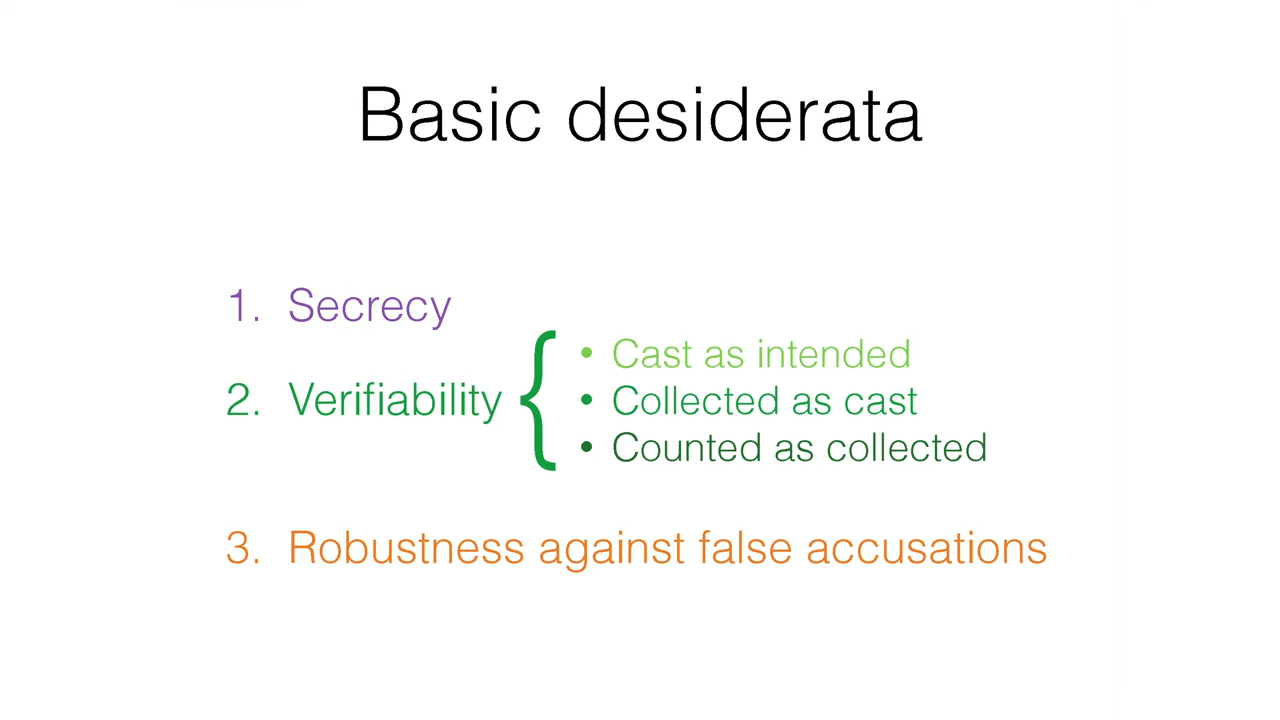 Basic desiderata
1. Secrecy
2. Verifiability
• Cast as intended
• Collected as cast
• Counted as collected
3. Robustness against false accusations